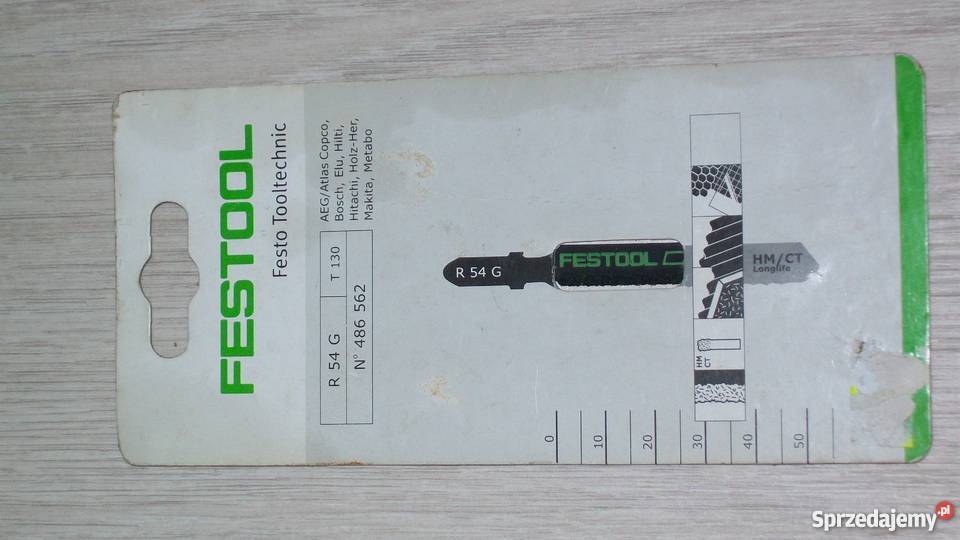 FESTOOL
Festo Tooltechnic
R 54 G
T 130
N° 486 562
AEG/Atlas Copco,
Bosch, Elu, Hilti,
Hitachi, Holz-Her,
Makita, Metabo
R 54 G
FESTOOL
HM/CT
Longlife
HM
CT
0
10
20
30
40
50
Sprzedajemy.pl